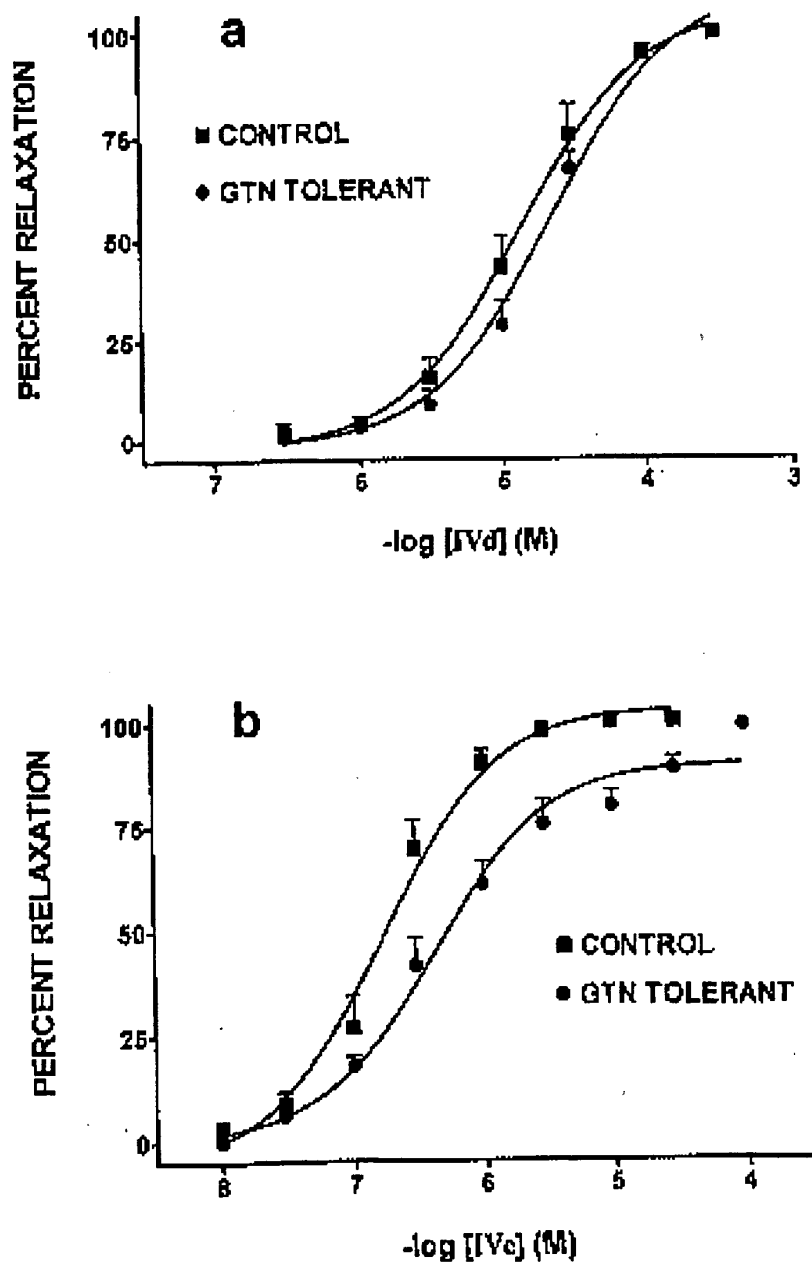 a
100
75
50
25
0
PERCENT RELAXATION
■ CONTROL
● GTN TOLERANT
7 6 5 4 3
-log [IVd] (M)
b
100
75
50
25
0
PERCENT RELAXATION
■ CONTROL
● GTN TOLERANT
8 7 6 5 4
-log [IVc] (M)